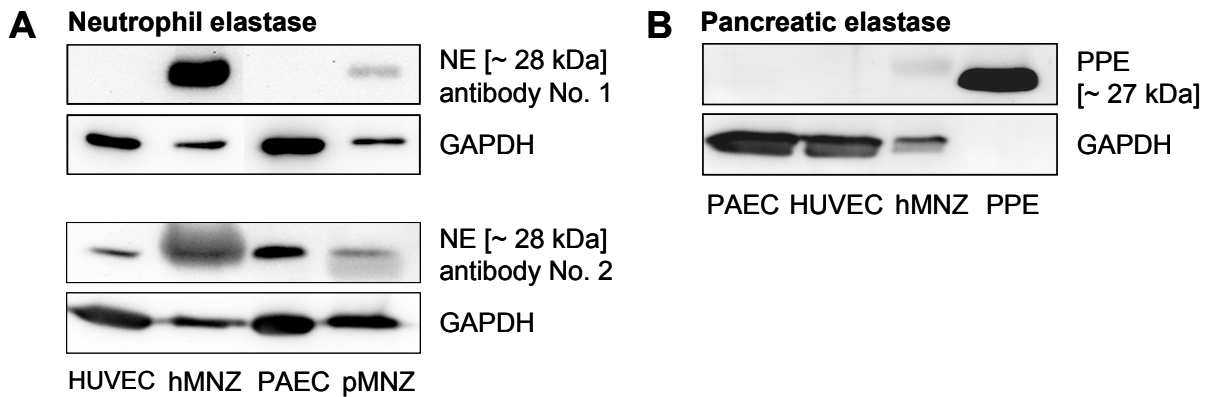 A Neutrophil elastase
NE [~ 28 kDa]
antibody No. 1
GAPDH
NE [~ 28 kDa]
antibody No. 2
GAPDH
HUVEC hMNZ PAEC pMNZ
B Pancreatic elastase
PPE
[~ 27 kDa]
GAPDH
PAEC HUVEC hMNZ PPE